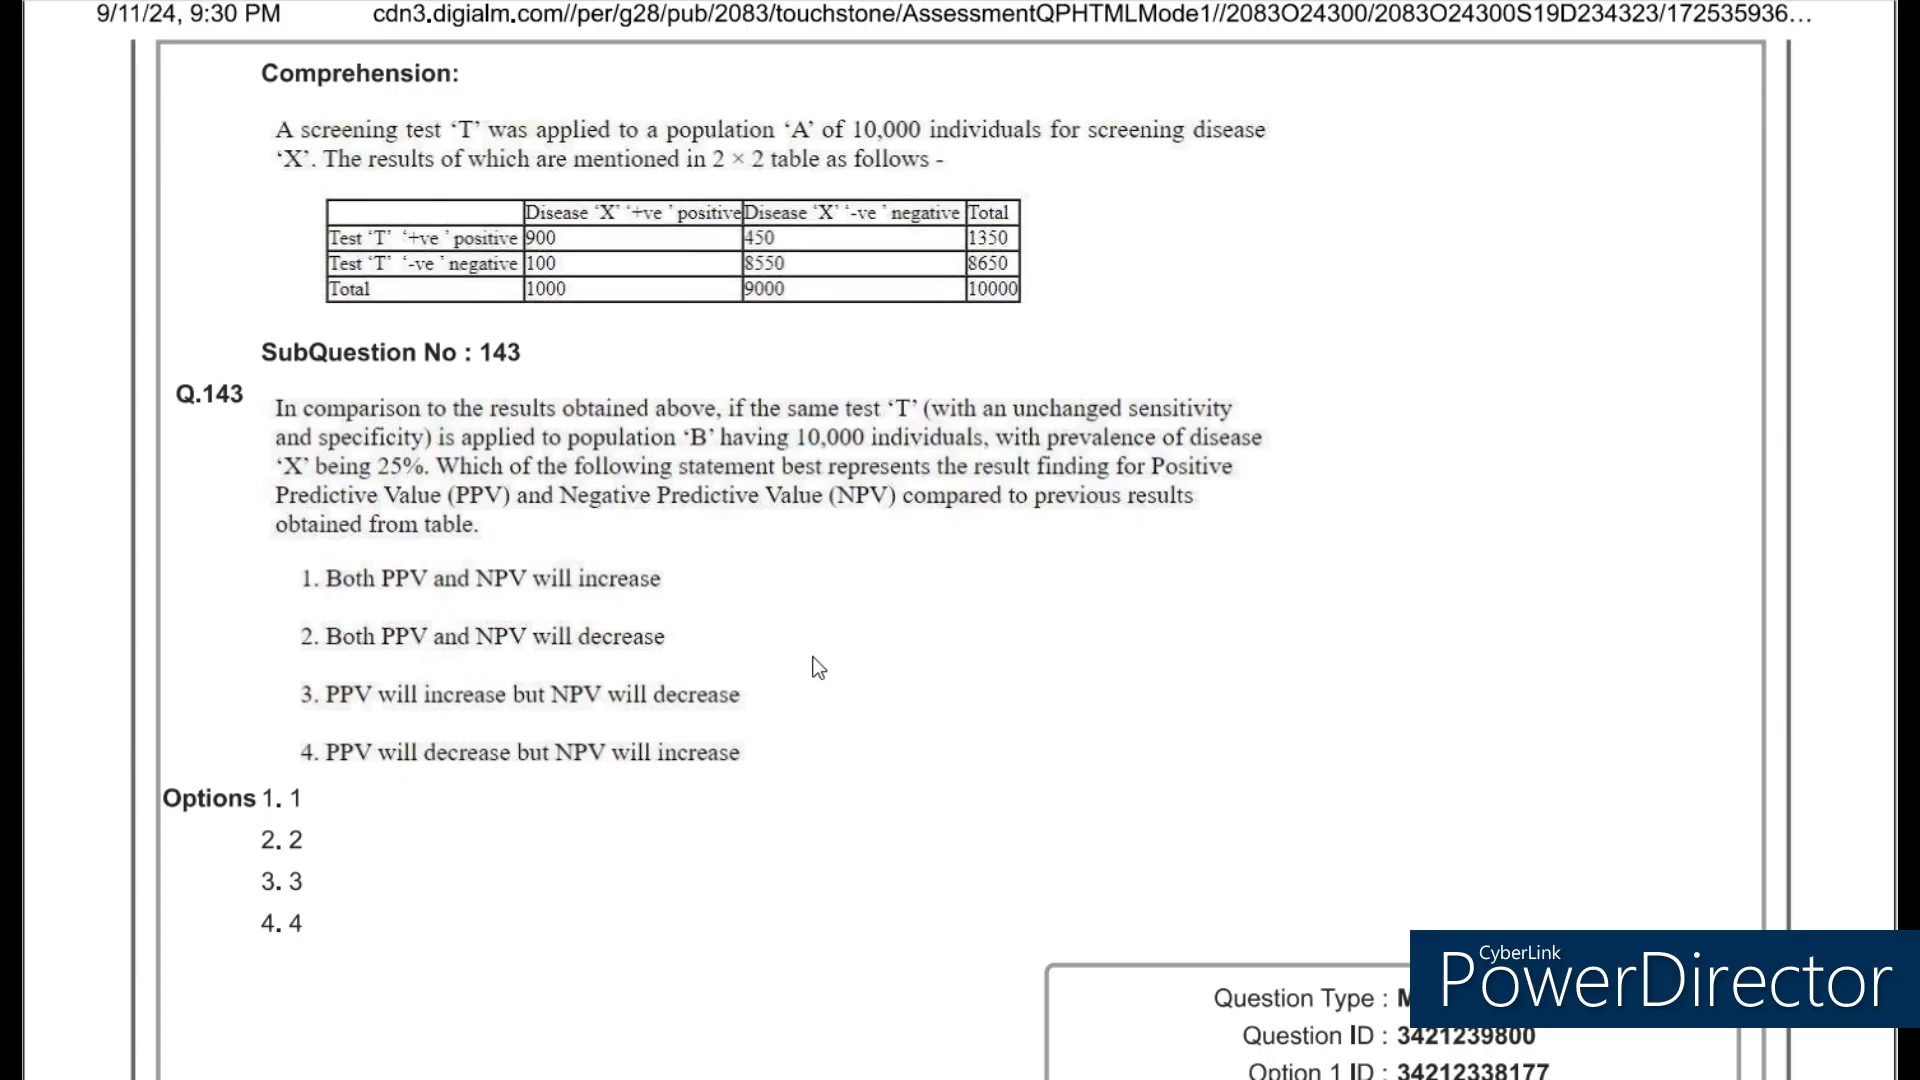 9/11/24, 9:30 PM cdn3.digialm.com//per/g28/pub/2083/touchstone/AssessmentQPHTMLMode1//2083O24300/2083O24300S19D234323/172535936...
Comprehension:
A screening test ‘T’ was applied to a population ‘A’ of 10,000 individuals for screening disease
‘X’. The results of which are mentioned in 2 × 2 table as follows -
Disease ‘X’ ‘+ve ’ positive Disease ‘X’ ‘-ve ’ negative Total
Test ‘T’ ‘+ve ’ positive 900 450 1350
Test ‘T’ ‘-ve ’ negative 100 8550 8650
Total 1000 9000 10000
SubQuestion No : 143
Q.143 In comparison to the results obtained above, if the same test ‘T’ (with an unchanged sensitivity
and specificity) is applied to population ‘B’ having 10,000 individuals, with prevalence of disease
‘X’ being 25%. Which of the following statement best represents the result finding for Positive
Predictive Value (PPV) and Negative Predictive Value (NPV) compared to previous results
obtained from table.
1. Both PPV and NPV will increase
2. Both PPV and NPV will decrease
3. PPV will increase but NPV will decrease
4. PPV will decrease but NPV will increase
Options 1. 1
2. 2
3. 3
4. 4
CyberLink
PowerDirector
Question Type :
Question ID : 3421239800
Option 1 ID : 34212338177